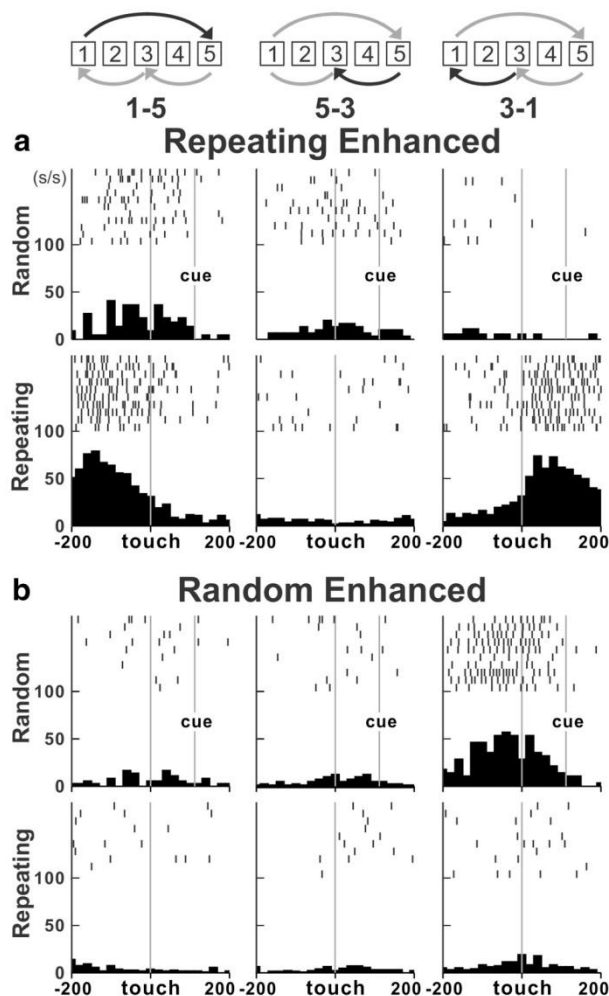 1 2 3 4 5 1 2 3 4 5 1 2 3 4 5
1-5 5-3 3-1
a Repeating Enhanced
(s/s)
Random
100
50
0
cue cue cue
Repeating
100
50
0
-200 touch 200 -200 touch 200 -200 touch 200
b Random Enhanced
Random
100
50
0
cue cue cue
Repeating
100
50
0
-200 touch 200 -200 touch 200 -200 touch 200